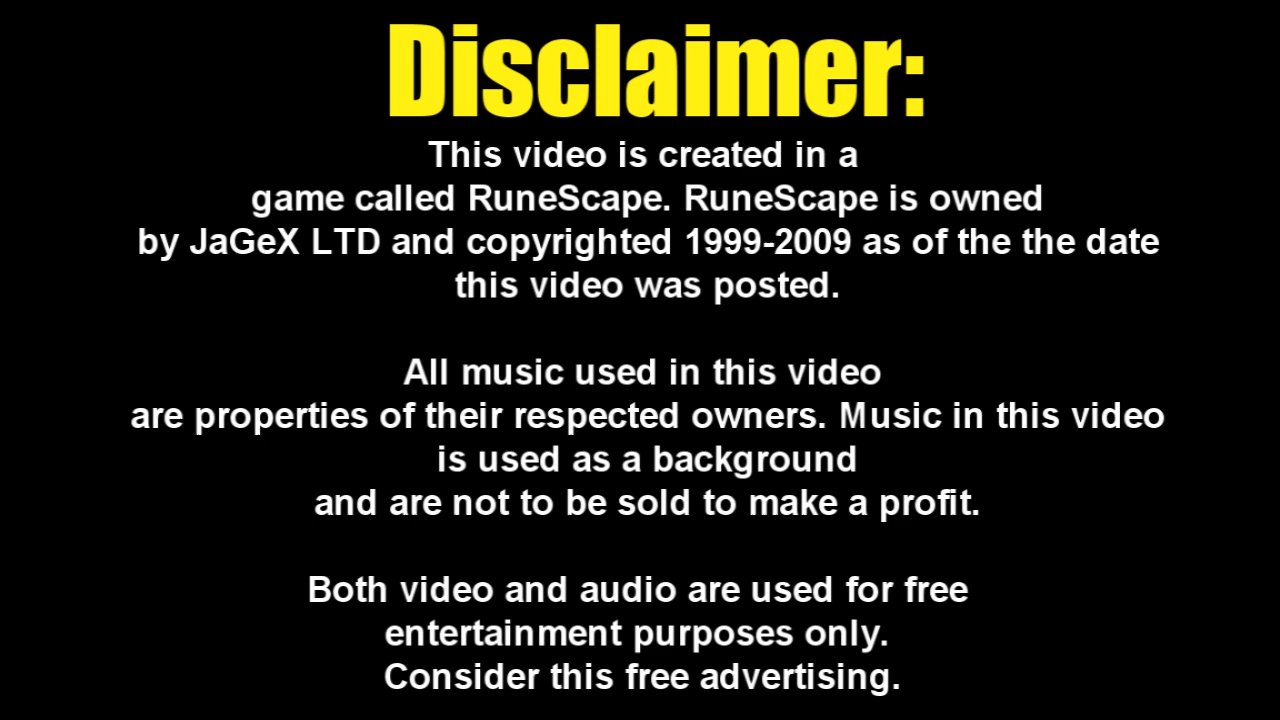 Disclaimer:
This video is created in a
game called RuneScape. RuneScape is owned
by JaGeX LTD and copyrighted 1999-2009 as of the the date
this video was posted.
All music used in this video
are properties of their respected owners. Music in this video
is used as a background
and are not to be sold to make a profit.
Both video and audio are used for free
entertainment purposes only.
Consider this free advertising.